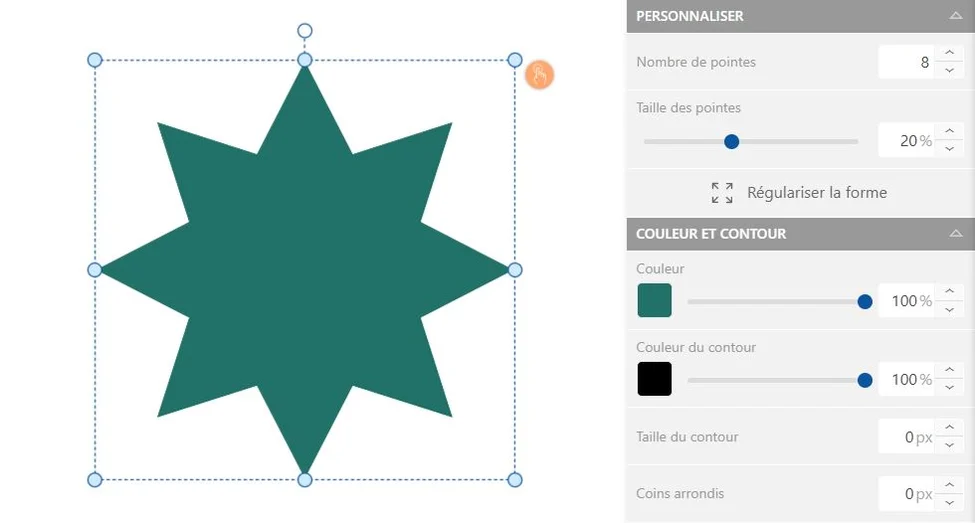 PERSONNALISER
Nombre de pointes 8
Taille des pointes
20 %
Régulariser la forme
COULEUR ET CONTOUR
Couleur
100 %
Couleur du contour
100 %
Taille du contour 0 px
Coins arrondis 0 px